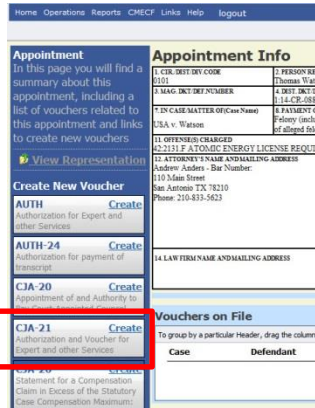 Home Operations Reports CMECF Links Help logout
Appointment
In this page you will find a
summary about this
appointment, including a
list of vouchers related to
this appointment and links
to create new vouchers
View Representation
Create New Voucher
AUTH Create
Authorization for Expert and
other Services
AUTH-24 Create
Authorization for payment of
transcript
CJA-20 Create
Appointment of and Authority to
Pay Court Appointed Counsel
CJA-21 Create
Authorization and Voucher for
Expert and other Services
CJA-26 Create
Statement for a Compensation
Claim in Excess of the Statutory
Case Compensation Maximum:
Appointment Info
1. CIR./DIST/DIV.CODE
0101
2. PERSON RE
Thomas Wat
3. MAG. DKT/DEF.NUMBER
4. DIST. DKT/
1:14-CR-088
7. IN CASE/MATTER OF(Case Name)
USA v. Watson
8. PAYMENT C
Felony (inclu
of alleged fel
11. OFFENSE(S) CHARGED
42:2131.F ATOMIC ENERGY LICENSE REQUI
12. ATTORNEY'S NAME AND MAILING ADDRESS
Andrew Anders - Bar Number:
110 Main Street
San Antonio TX 78210
Phone: 210-833-5623
14. LAW FIRM NAME AND MAILING ADDRESS
Vouchers on File
To group by a particular Header, drag the column
Case Defendant